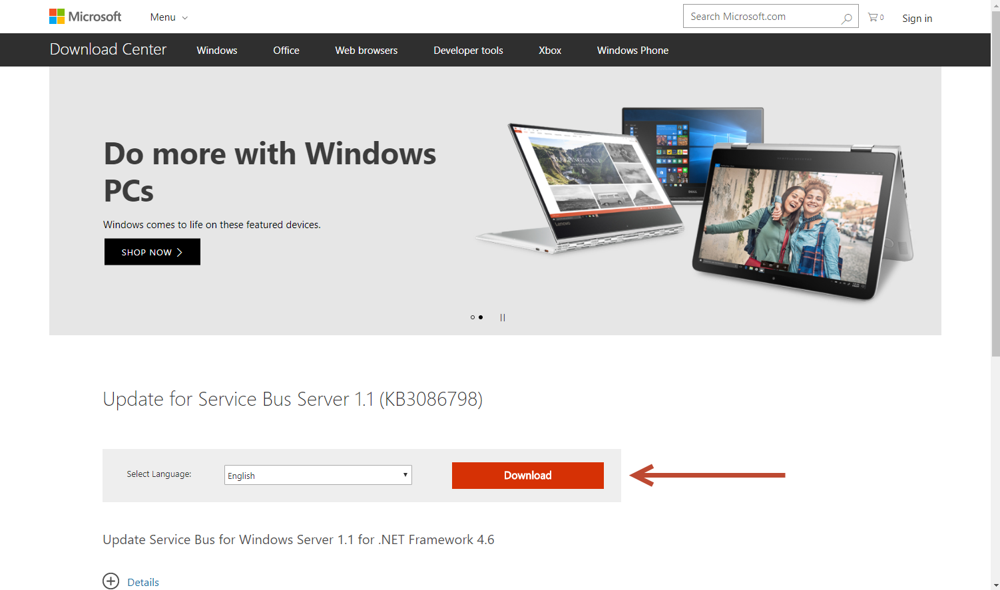 Microsoft
Menu
Search Microsoft.com
0
Sign in
Download Center
Windows
Office
Web browsers
Developer tools
Xbox
Windows Phone
Do more with Windows
PCs
Windows comes to life on these featured devices.
SHOP NOW
Lenovo
DELL
Update for Service Bus Server 1.1 (KB3086798)
Select Language:
English
Download
Update Service Bus for Windows Server 1.1 for .NET Framework 4.6
Details